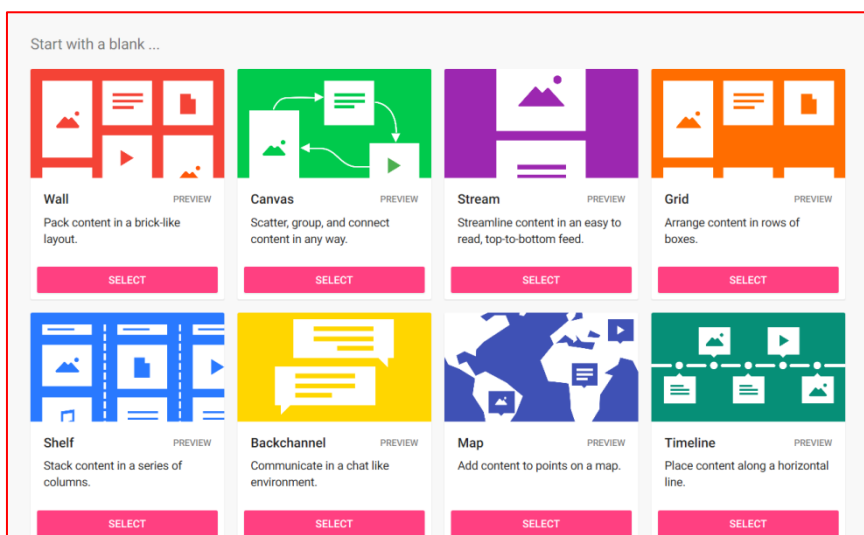 Start with a blank ...
Wall PREVIEW
Pack content in a brick-like
layout.
SELECT
Canvas PREVIEW
Scatter, group, and connect
content in any way.
SELECT
Stream PREVIEW
Streamline content in an easy to
read, top-to-bottom feed.
SELECT
Grid PREVIEW
Arrange content in rows of
boxes.
SELECT
Shelf PREVIEW
Stack content in a series of
columns.
SELECT
Backchannel PREVIEW
Communicate in a chat like
environment.
SELECT
Map PREVIEW
Add content to points on a map.
SELECT
Timeline PREVIEW
Place content along a horizontal
line.
SELECT